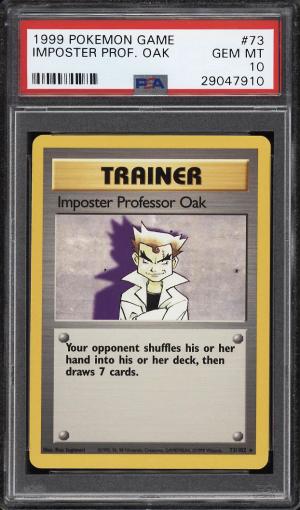 1999 POKEMON GAME #73
IMPOSTER PROF. OAK GEM MT
10
PSA 29047910
TRAINER
Imposter Professor Oak
Your opponent shuffles his or her
hand into his or her deck, then
draws 7 cards.
73/102